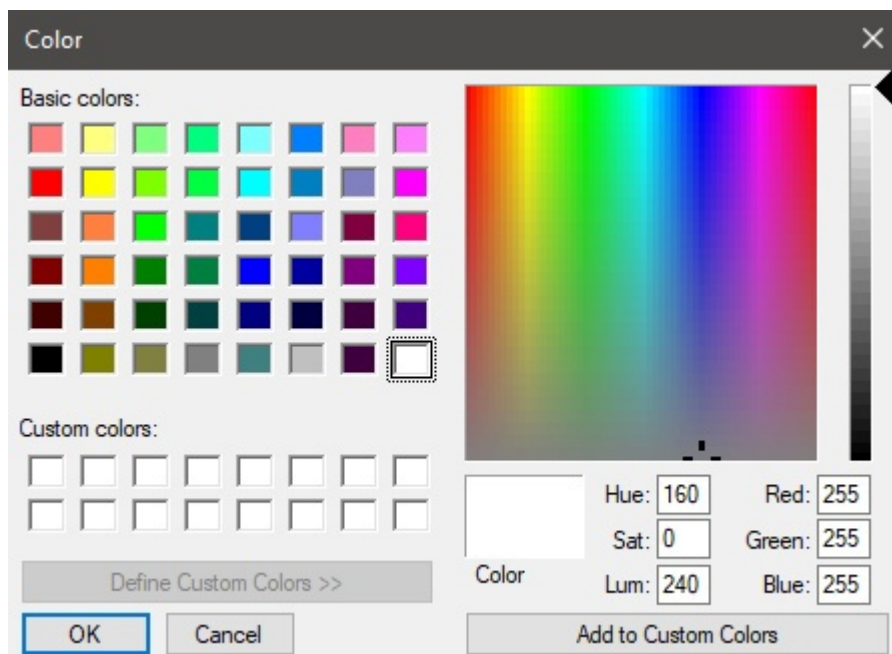 Color
Basic colors:
Custom colors:
Define Custom Colors >>
OK Cancel
Color
Hue: 160 Red: 255
Sat: 0 Green: 255
Lum: 240 Blue: 255
Add to Custom Colors